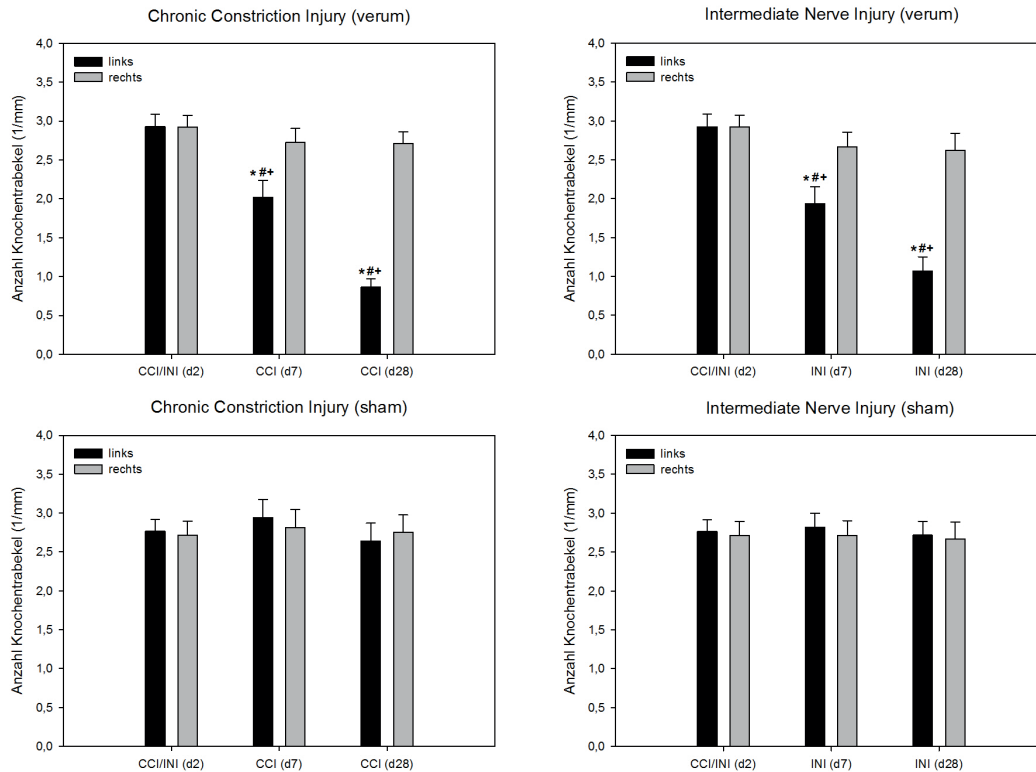 Chronic Constriction Injury (verum)
Anzahl Knochentrabekel (1/mm)
4,0
3,5
3,0
2,5
2,0
1,5
1,0
0,5
0,0
links
rechts
*#+
*#+
CCI/INI (d2) CCI (d7) CCI (d28)
Intermediate Nerve Injury (verum)
Anzahl Knochentrabekel (1/mm)
4,0
3,5
3,0
2,5
2,0
1,5
1,0
0,5
0,0
links
rechts
*#+
*#+
CCI/INI (d2) INI (d7) INI (d28)
Chronic Constriction Injury (sham)
Anzahl Knochentrabekel (1/mm)
4,0
3,5
3,0
2,5
2,0
1,5
1,0
0,5
0,0
links
rechts
CCI/INI (d2) CCI (d7) CCI (d28)
Intermediate Nerve Injury (sham)
Anzahl Knochentrabekel (1/mm)
4,0
3,5
3,0
2,5
2,0
1,5
1,0
0,5
0,0
links
rechts
CCI/INI (d2) INI (d7) INI (d28)